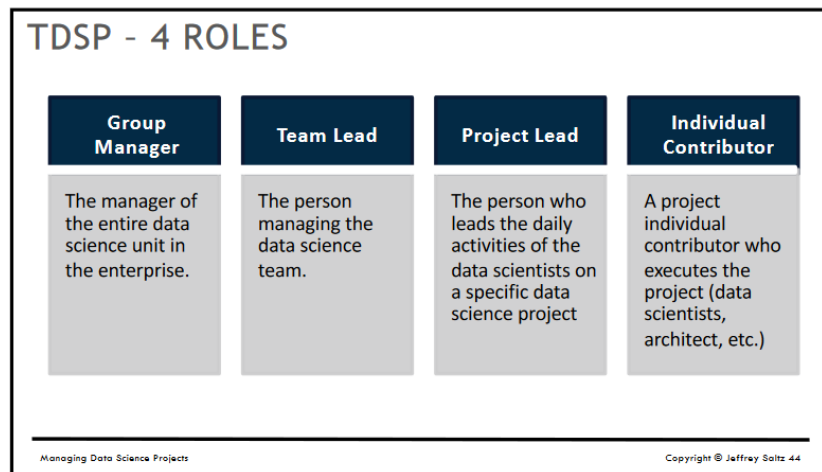 TDSP - 4 ROLES
Group
Manager
The manager of
the entire data
science unit in
the enterprise.
Team Lead
The person
managing the
data science
team.
Project Lead
The person who
leads the daily
activities of the
data scientists on
a specific data
science project
Individual
Contributor
A project
individual
contributor who
executes the
project (data
scientists,
architect, etc.)
Managing Data Science Projects
Copyright © Jeffrey Saltz 44